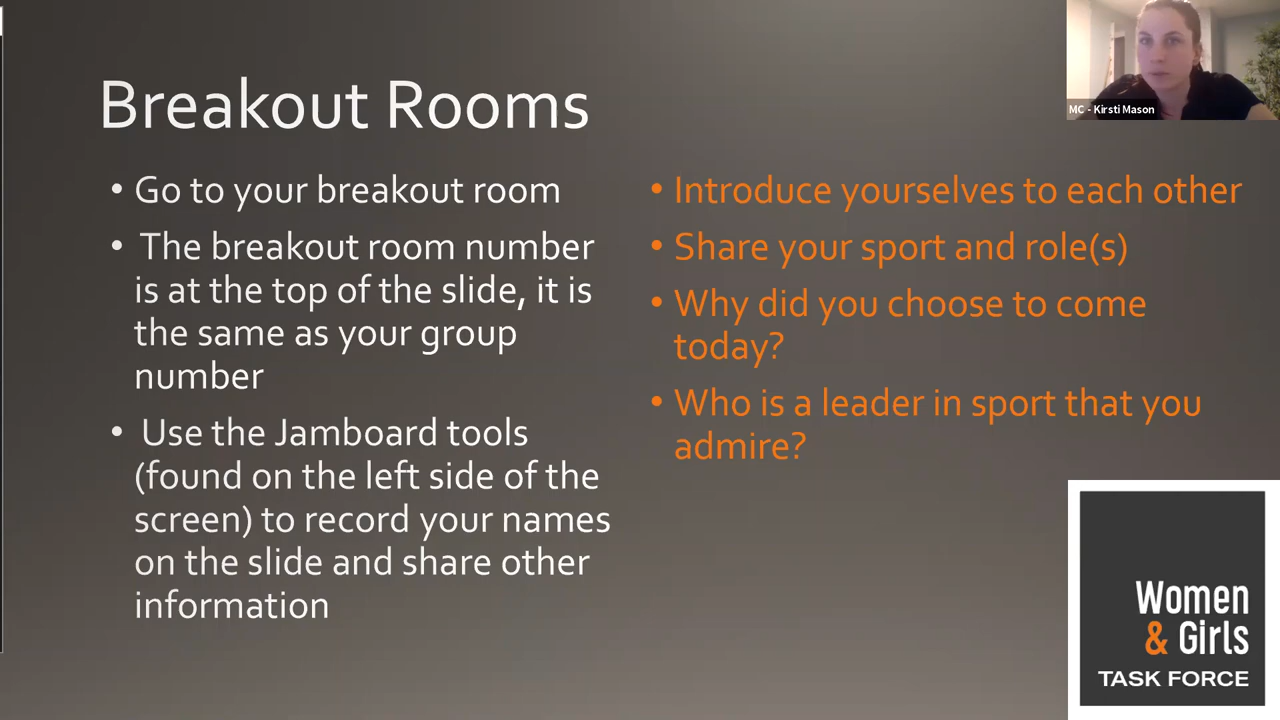 Breakout Rooms
• Go to your breakout room
• The breakout room number
is at the top of the slide, it is
the same as your group
number
• Use the Jamboard tools
(found on the left side of the
screen) to record your names
on the slide and share other
information
• Introduce yourselves to each other
• Share your sport and role(s)
• Why did you choose to come
today?
• Who is a leader in sport that you
admire?
MC - Kirsti Mason
Women
& Girls
TASK FORCE